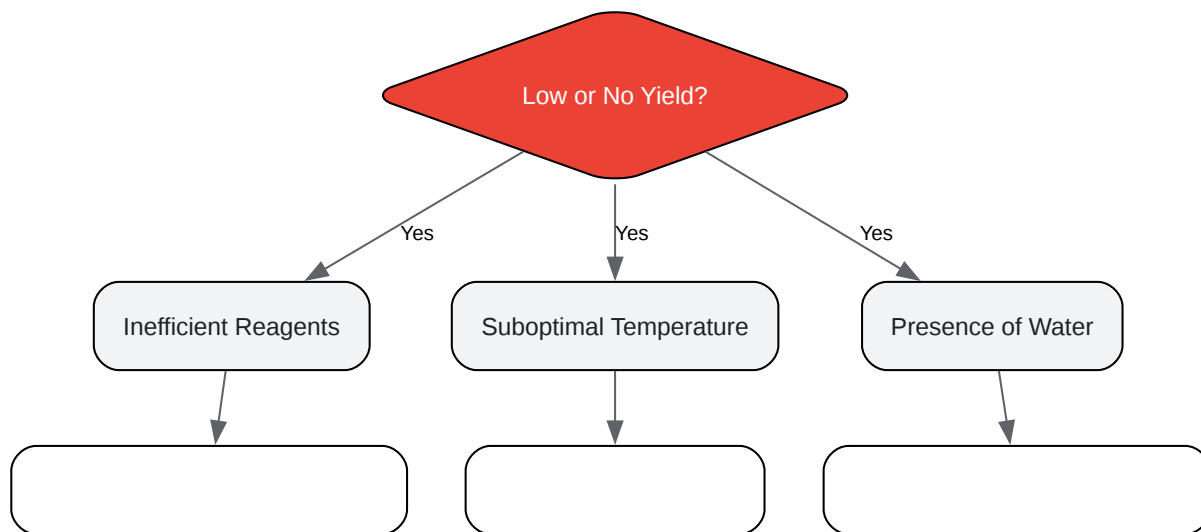 Low or No Yield?
Yes
Yes
Yes
Inefficient Reagents
Suboptimal Temperature
Presence of Water